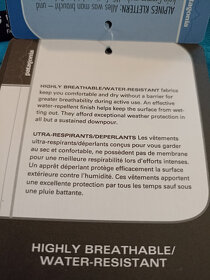 ALPINES KLETTERN: Alles was man braucht – und
patagonia
patagonia
HIGHLY BREATHABLE/WATER-RESISTANT fabrics
keep you comfortable and dry without a barrier for
greater breathability during active use. An effective
water-repellent finish helps keep the surface from wet-
ting out. They afford exceptional weather protection in
all but a sustained downpour.
UTRA-RESPIRANTS/DEPERLANTS Les vêtements
utra-respirants/déperlants conçus pour vous garder
au sec et confortable, ne possèdent pas de membrane
pour une meilleure respirabilité lors d'efforts intenses.
Un apprêt déperlant protège efficacement la surface
extérieure contre l'humidité. Ces vêtements apportent
une excellente protection par tous les temps sauf sous
une pluie battante.
HIGHLY BREATHABLE/
WATER-RESISTANT